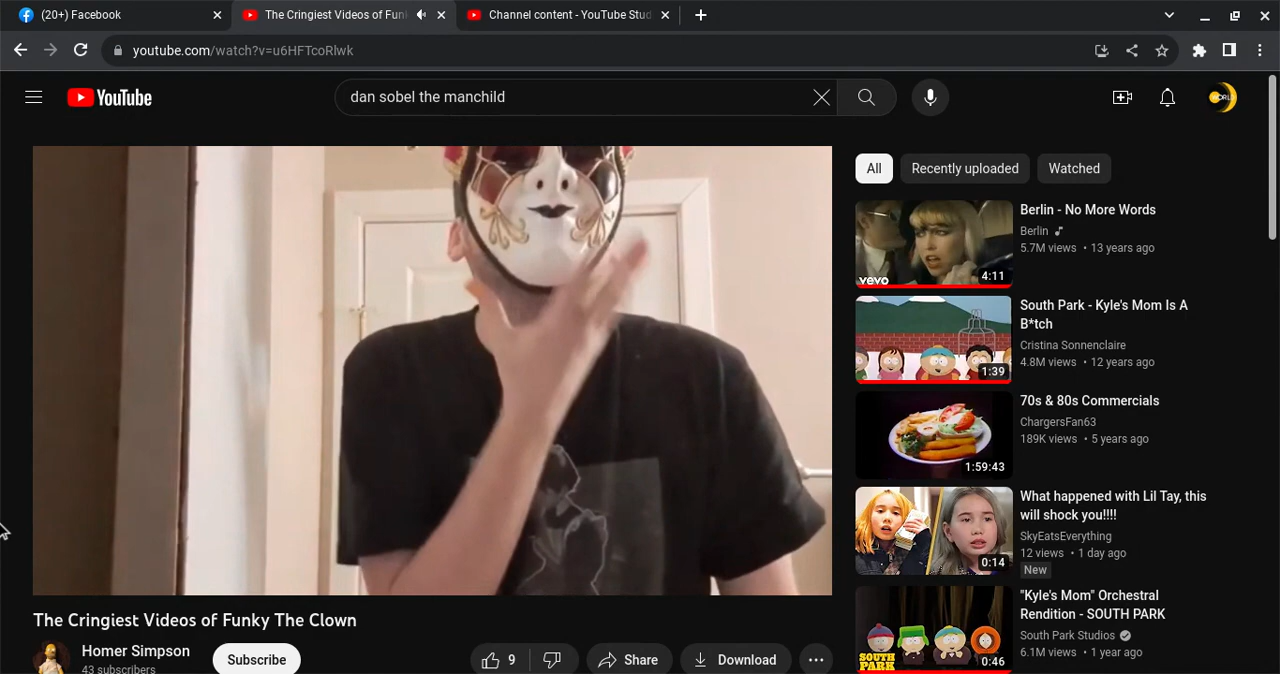 (20+) Facebook
The Cringiest Videos of Funk
Channel content - YouTube Stud
youtube.com/watch?v=u6HFTcoRlwk
YouTube
dan sobel the manchild
WORLD
All
Recently uploaded
Watched
vevo
4:11
Berlin - No More Words
Berlin
5.7M views • 13 years ago
1:39
South Park - Kyle's Mom Is A
B*tch
Cristina Sonnenclaire
4.8M views • 12 years ago
1:59:43
70s & 80s Commercials
ChargersFan63
189K views • 5 years ago
0:14
What happened with Lil Tay, this
will shock you!!!!
SkyEatsEverything
12 views • 1 day ago
New
SOUTH
PARK
0:46
"Kyle's Mom" Orchestral
Rendition - SOUTH PARK
South Park Studios
6.1M views • 1 year ago
The Cringiest Videos of Funky The Clown
Homer Simpson
43 subscribers
Subscribe
9
Share
Download